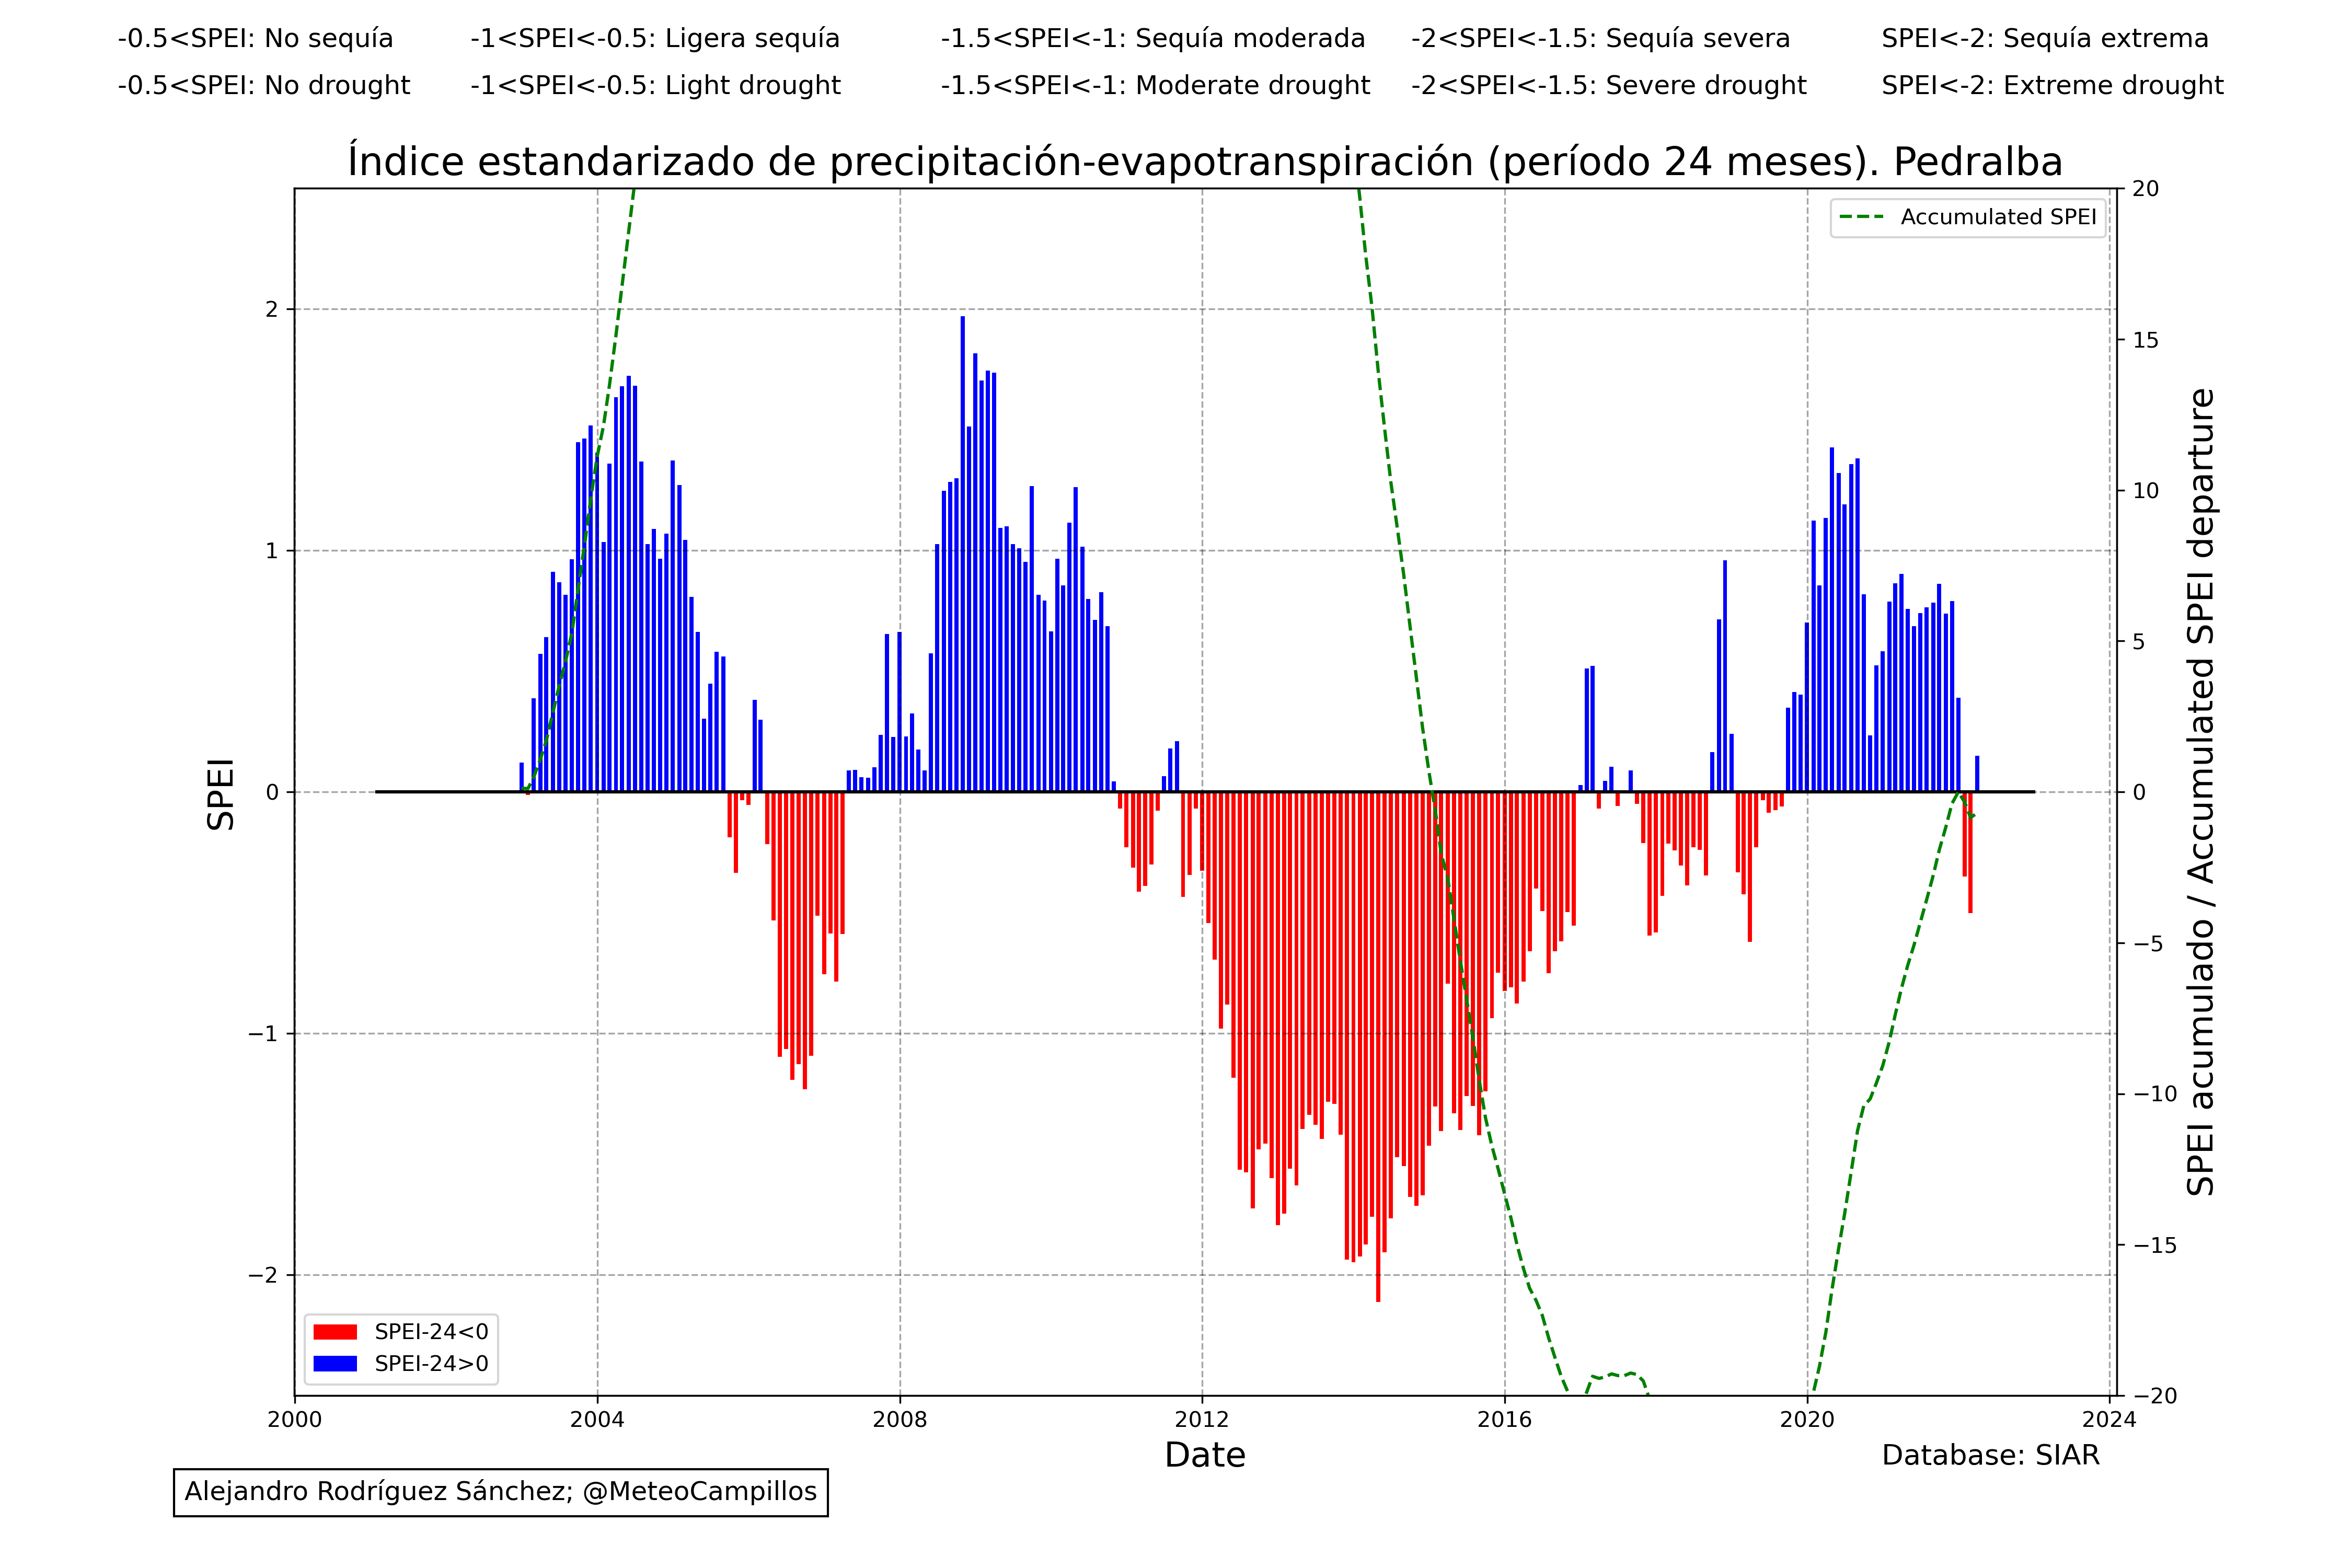 -0.5<SPEI: No sequía -1<SPEI<-0.5: Ligera sequía -1.5<SPEI<-1: Sequía moderada -2<SPEI<-1.5: Sequía severa SPEI<-2: Sequía extrema
-0.5<SPEI: No drought -1<SPEI<-0.5: Light drought -1.5<SPEI<-1: Moderate drought -2<SPEI<-1.5: Severe drought SPEI<-2: Extreme drought
Índice estandarizado de precipitación-evapotranspiración (período 24 meses). Pedralba
Accumulated SPEI
SPEI
2
1
0
−1
−2
20
15
10
5
0
−5
−10
−15
−20
SPEI acumulado / Accumulated SPEI departure
SPEI-24<0
SPEI-24>0
2000 2004 2008 2012 2016 2020 2024
Date
Database: SIAR
Alejandro Rodríguez Sánchez; @MeteoCampillos